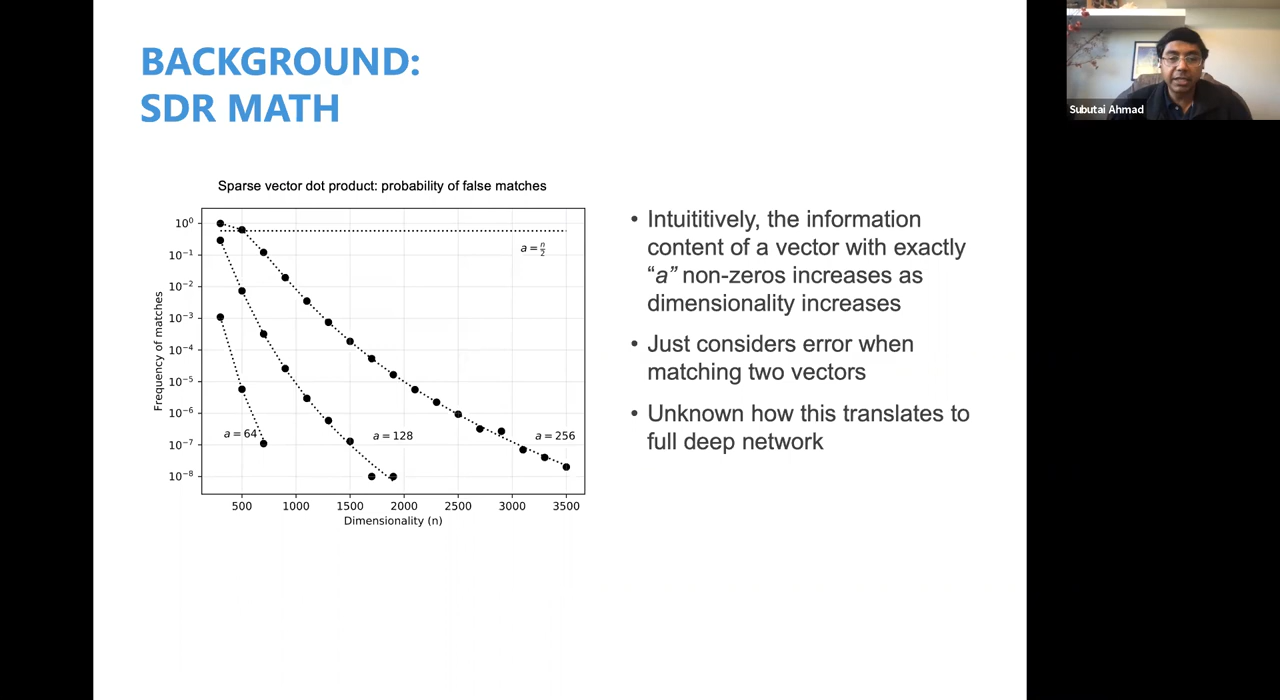 BACKGROUND:
SDR MATH
Subutai Ahmad
Sparse vector dot product: probability of false matches
10⁰
10⁻¹
10⁻²
10⁻³
10⁻⁴
10⁻⁵
10⁻⁶
10⁻⁷
10⁻⁸
Frequency of matches
a = n/2
a = 64
a = 128
a = 256
500 1000 1500 2000 2500 3000 3500
Dimensionality (n)
• Intuititively, the information
content of a vector with exactly
“a” non-zeros increases as
dimensionality increases
• Just considers error when
matching two vectors
• Unknown how this translates to
full deep network